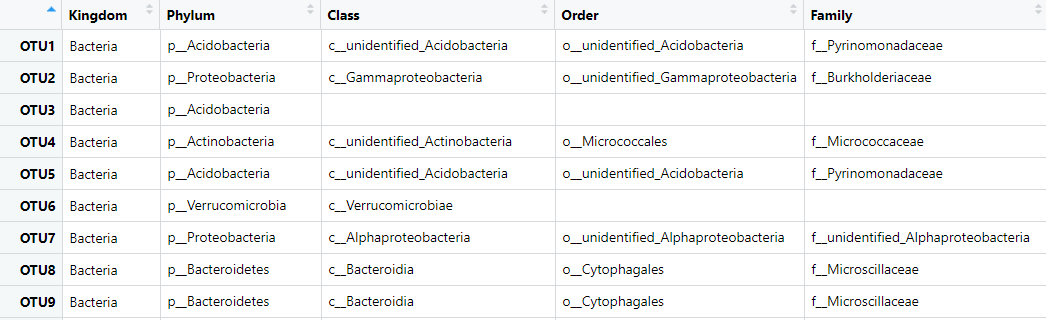 Kingdom Phylum Class Order Family
OTU1 Bacteria p__Acidobacteria c__unidentified_Acidobacteria o__unidentified_Acidobacteria f__Pyrinomonadaceae
OTU2 Bacteria p__Proteobacteria c__Gammaproteobacteria o__unidentified_Gammaproteobacteria f__Burkholderiaceae
OTU3 Bacteria p__Acidobacteria
OTU4 Bacteria p__Actinobacteria c__unidentified_Actinobacteria o__Micrococcales f__Micrococcaceae
OTU5 Bacteria p__Acidobacteria c__unidentified_Acidobacteria o__unidentified_Acidobacteria f__Pyrinomonadaceae
OTU6 Bacteria p__Verrucomicrobia c__Verrucomicrobiae
OTU7 Bacteria p__Proteobacteria c__Alphaproteobacteria o__unidentified_Alphaproteobacteria f__unidentified_Alphaproteobacteria
OTU8 Bacteria p__Bacteroidetes c__Bacteroidia o__Cytophagales f__Microscillaceae
OTU9 Bacteria p__Bacteroidetes c__Bacteroidia o__Cytophagales f__Microscillaceae